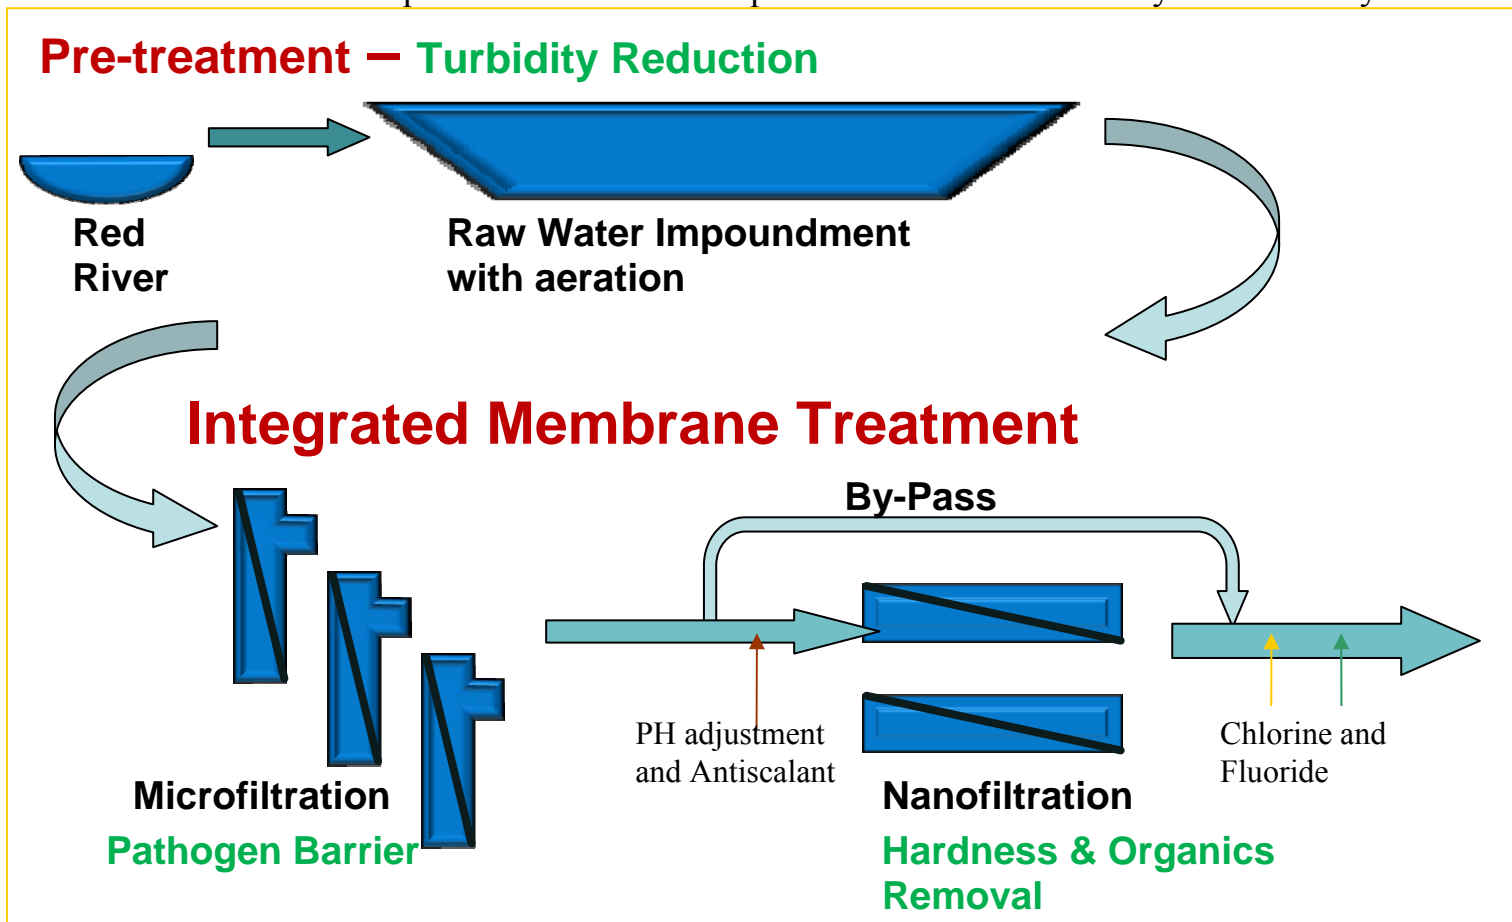 Pre-treatment – Turbidity Reduction
Red
River
Raw Water Impoundment
with aeration
Integrated Membrane Treatment
By-Pass
PH adjustment
and Antiscalant
Chlorine and
Fluoride
Microfiltration
Pathogen Barrier
Nanofiltration
Hardness & Organics
Removal